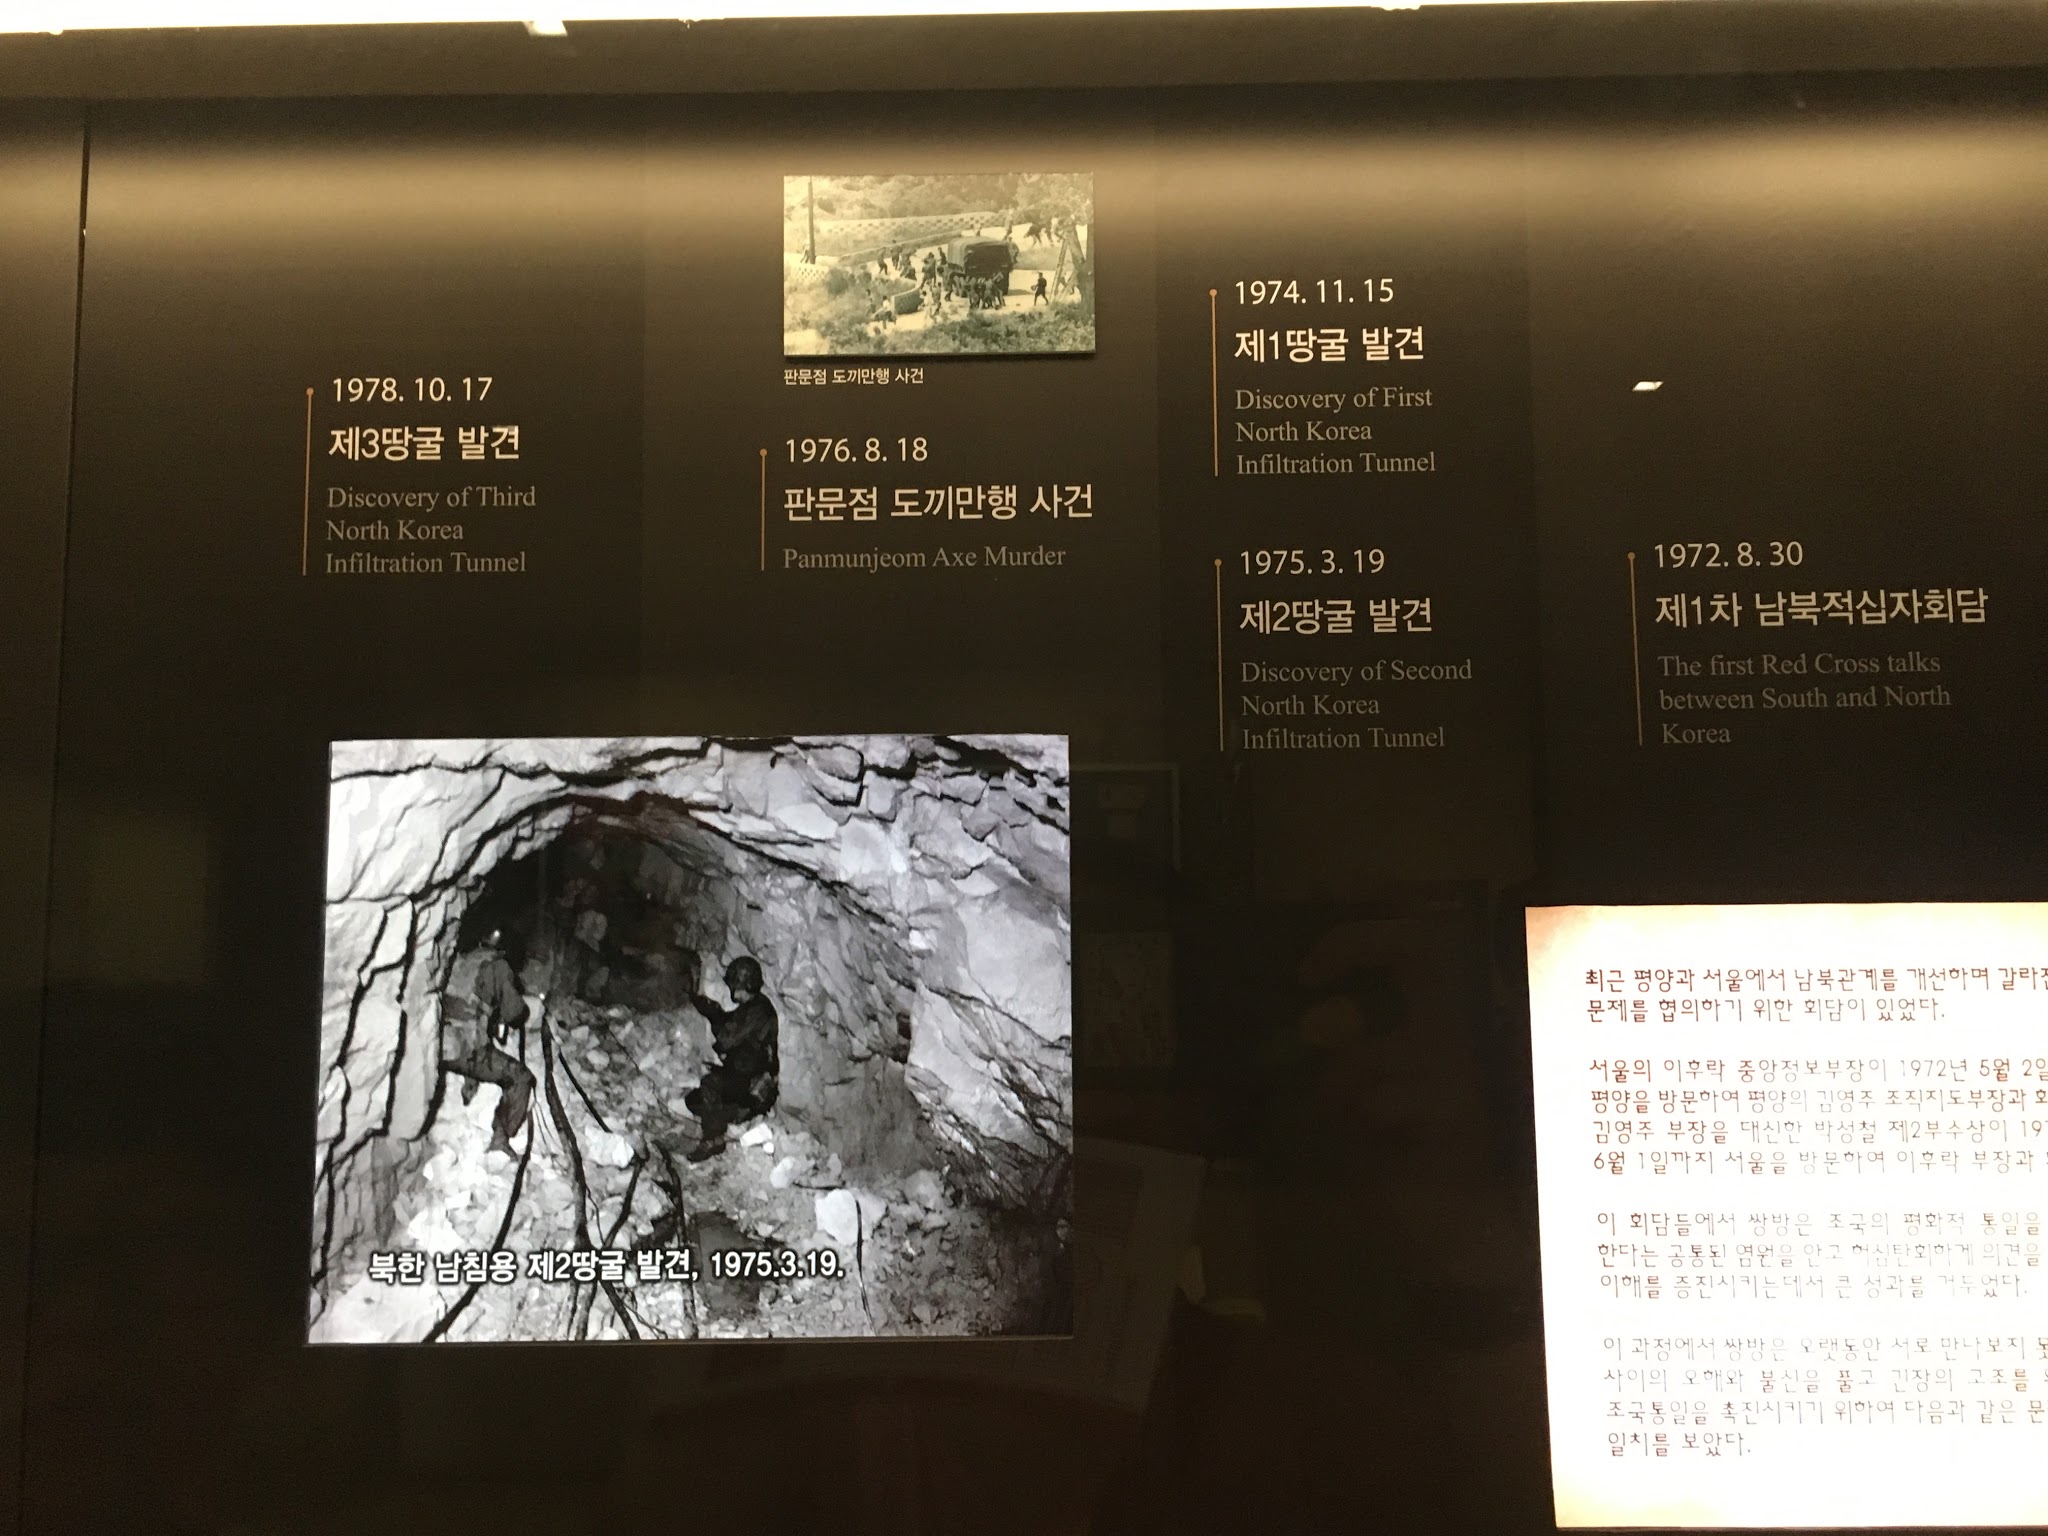 1978. 10. 17
제3땅굴 발견
Discovery of Third
North Korea
Infiltration Tunnel
판문점 도끼만행 사건
1976. 8. 18
판문점 도끼만행 사건
Panmunjeom Axe Murder
1974. 11. 15
제1땅굴 발견
Discovery of First
North Korea
Infiltration Tunnel
1975. 3. 19
제2땅굴 발견
Discovery of Second
North Korea
Infiltration Tunnel
1972. 8. 30
제1차 남북적십자회담
The first Red Cross talks
between South and North
Korea
북한 남침용 제2땅굴 발견, 1975.3.19.
최근 평양과 서울에서 남북관계를 개선하며
문제를 협의하기 위한 회담이 있었다.
서울의 이후락 중앙정보부장이 1972년 5월
평양을 방문하여 평양의 김영주 조직지도부장과
김영주 부장을 대신한 박성철 제2부수상이
6월 1일까지 서울을 방문하여 이후락 부장과
이 회담들에서 쌍방은 조국의 평화적 통일을
한다는 공통된 염원을 안고 허심탄회하게 의견을
이해를 증진시키는데서 큰 성과를 거두었다.
이 과정에서 쌍방은 오랫동안 서로 만나보지
사이의 오해와 불신을 풀고 긴장의 고조를
조국통일을 촉진시키기 위하여 다음과 같은
일치를 보았다.